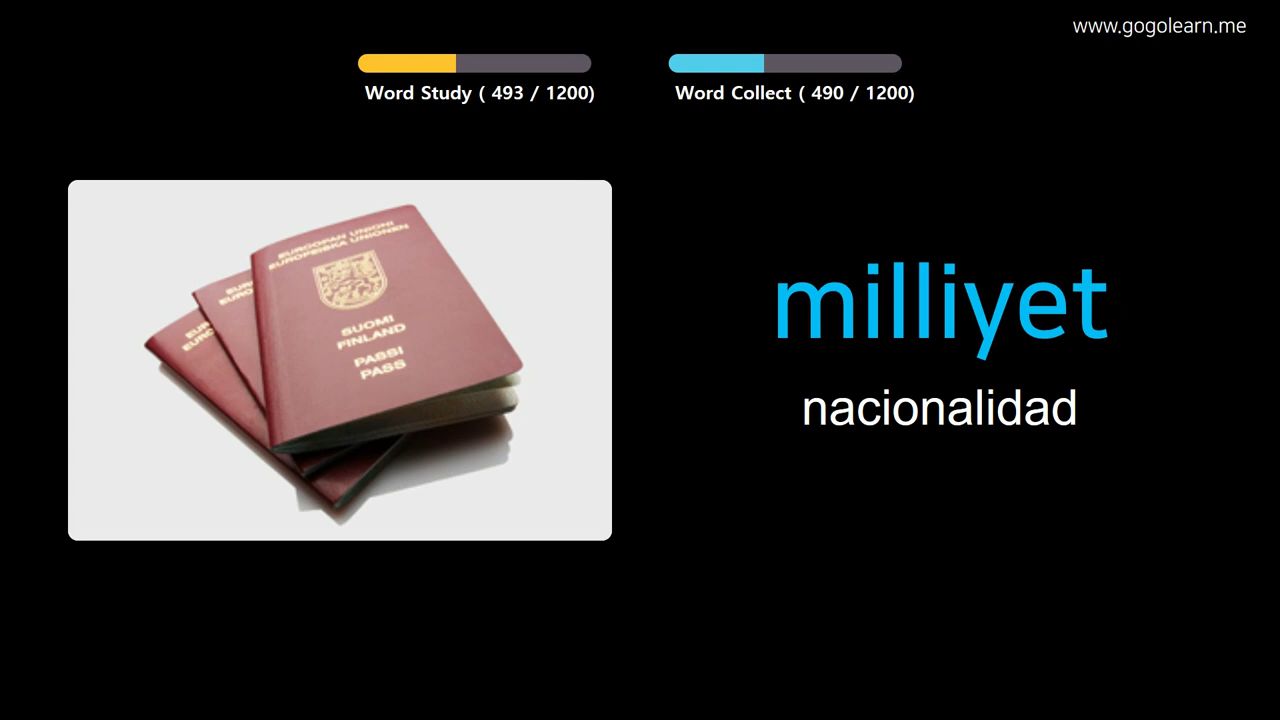 www.gogolearn.me
Word Study ( 493 / 1200)
Word Collect ( 490 / 1200)
EUROOPAN UNIONI
EUROPEISKA UNIONEN
SUOMI
FINLAND
PASSI
PASS
milliyet
nacionalidad